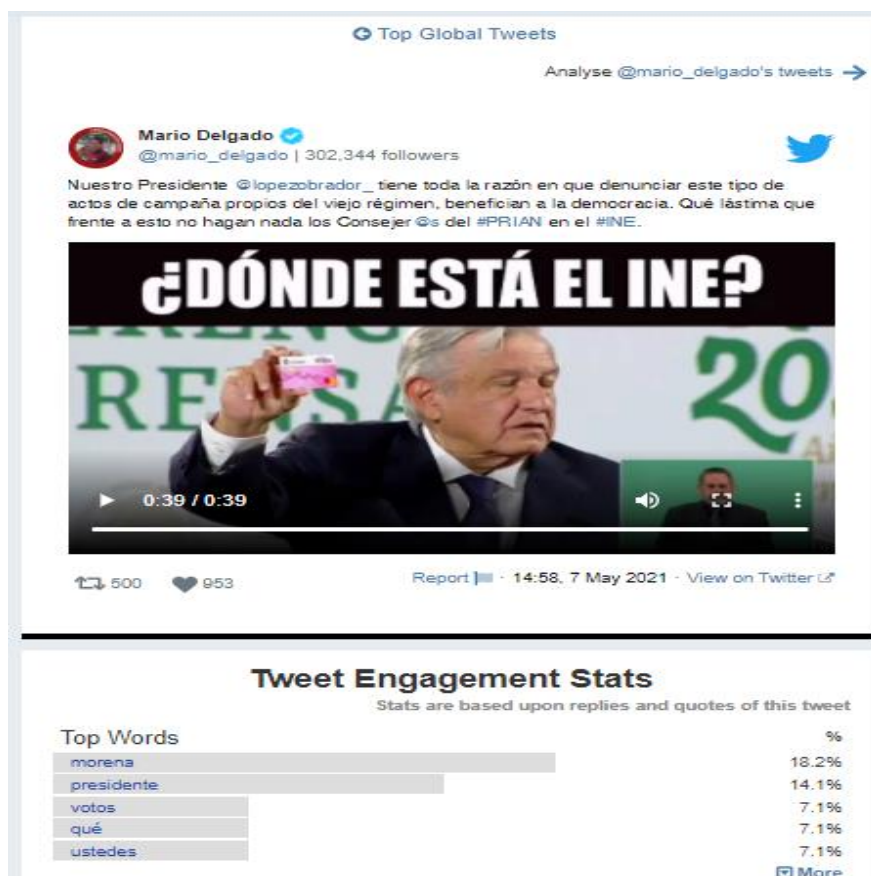 Top Global Tweets
Analyse @mario_delgado's tweets
Mario Delgado
@mario_delgado | 302,344 followers
Nuestro Presidente @lopezobrador_ tiene toda la razón en que denunciar este tipo de
actos de campaña propios del viejo régimen, benefician a la democracia. Qué lástima que
frente a esto no hagan nada los Consejer@s del #PRIAN en el #INE.
¿DÓNDE ESTÁ EL INE?
RENSA
20
0:39 / 0:39
500 953
Report · 14:58, 7 May 2021 · View on Twitter
Tweet Engagement Stats
Stats are based upon replies and quotes of this tweet
Top Words %
morena 18.2%
presidente 14.1%
votos 7.1%
qué 7.1%
ustedes 7.1%
More